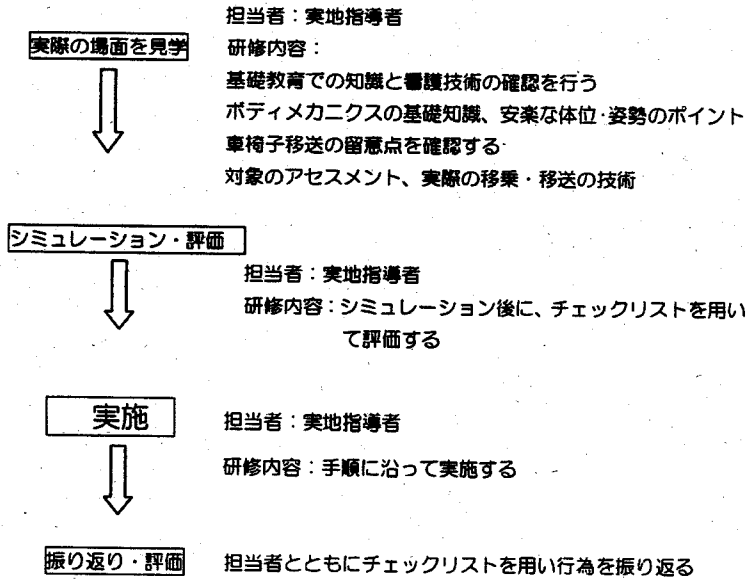 担当者：実地指導者
実際の場面を見学
研修内容：
基礎教育での知識と看護技術の確認を行う
ボディメカニクスの基礎知識、安楽な体位・姿勢のポイント
車椅子移送の留意点を確認する
対象のアセスメント、実際の移乗・移送の技術
シミュレーション・評価
担当者：実地指導者
研修内容：シミュレーション後に、チェックリストを用い
て評価する
実施
担当者：実地指導者
研修内容：手順に沿って実施する
振り返り・評価
担当者とともにチェックリストを用い行為を振り返る